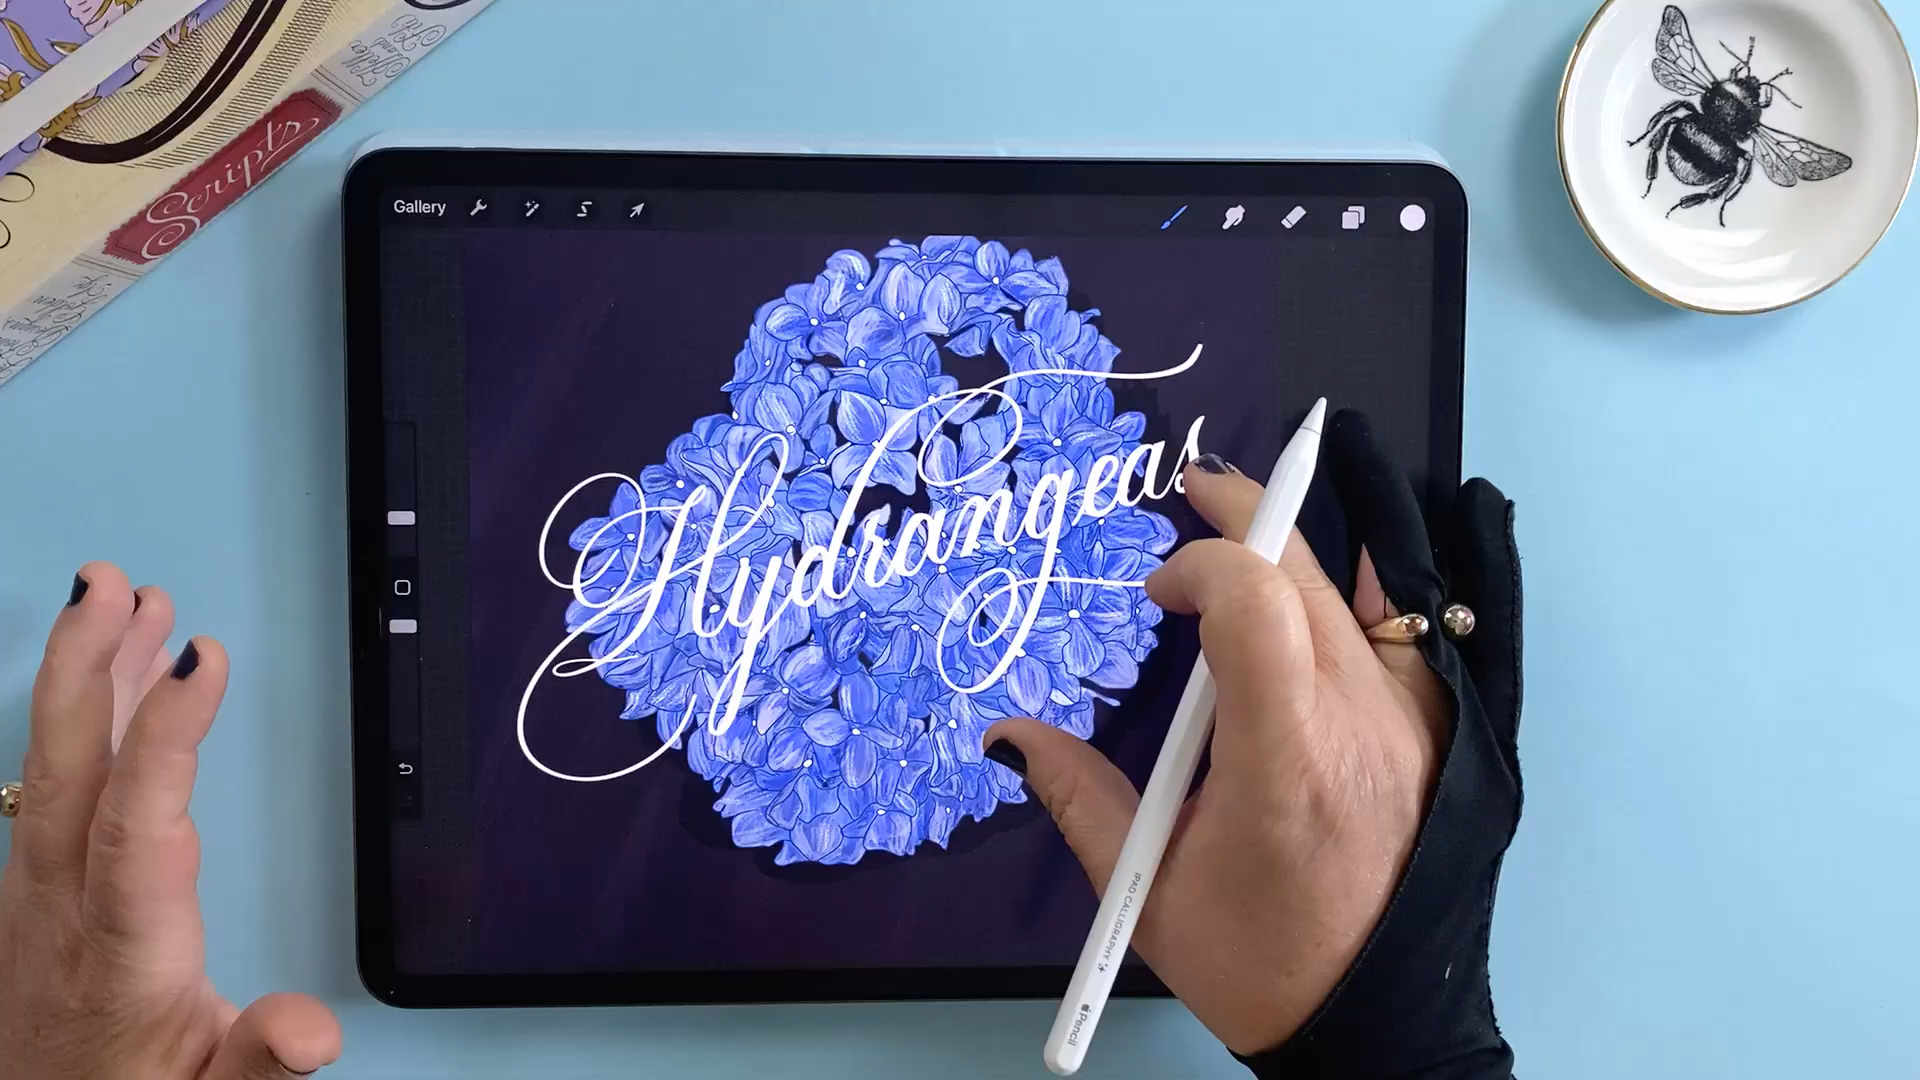 Scripts
Gallery
Hydrangeas
IPAD CALLIGRAPHY
Pencil